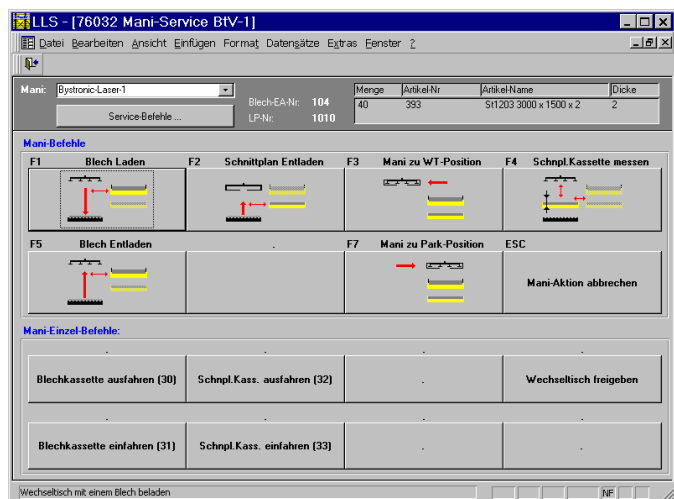 LLS - [76032 Mani-Service BtV-1]
Datei Bearbeiten Ansicht Einfügen Format Datensätze Extras Fenster ?
Mani: Bystronic-Laser-1
Service-Befehle ...
Blech-EA-Nr: 104
LP-Nr: 1010
Menge Artikel-Nr Artikel-Name Dicke
40 393 St1203 3000 x 1500 x 2 2
Mani-Befehle
F1 Blech Laden F2 Schnittplan Entladen F3 Mani zu WT-Position F4 Schnpl.Kassette messen
F5 Blech Entladen . F7 Mani zu Park-Position ESC
Mani-Aktion abbrechen
Mani-Einzel-Befehle:
. . . .
Blechkassette ausfahren (30) Schnpl.Kass. ausfahren (32) . Wechseltisch freigeben
. . . .
Blechkassette einfahren (31) Schnpl.Kass. einfahren (33) . .
Wechseltisch mit einem Blech beladen NF